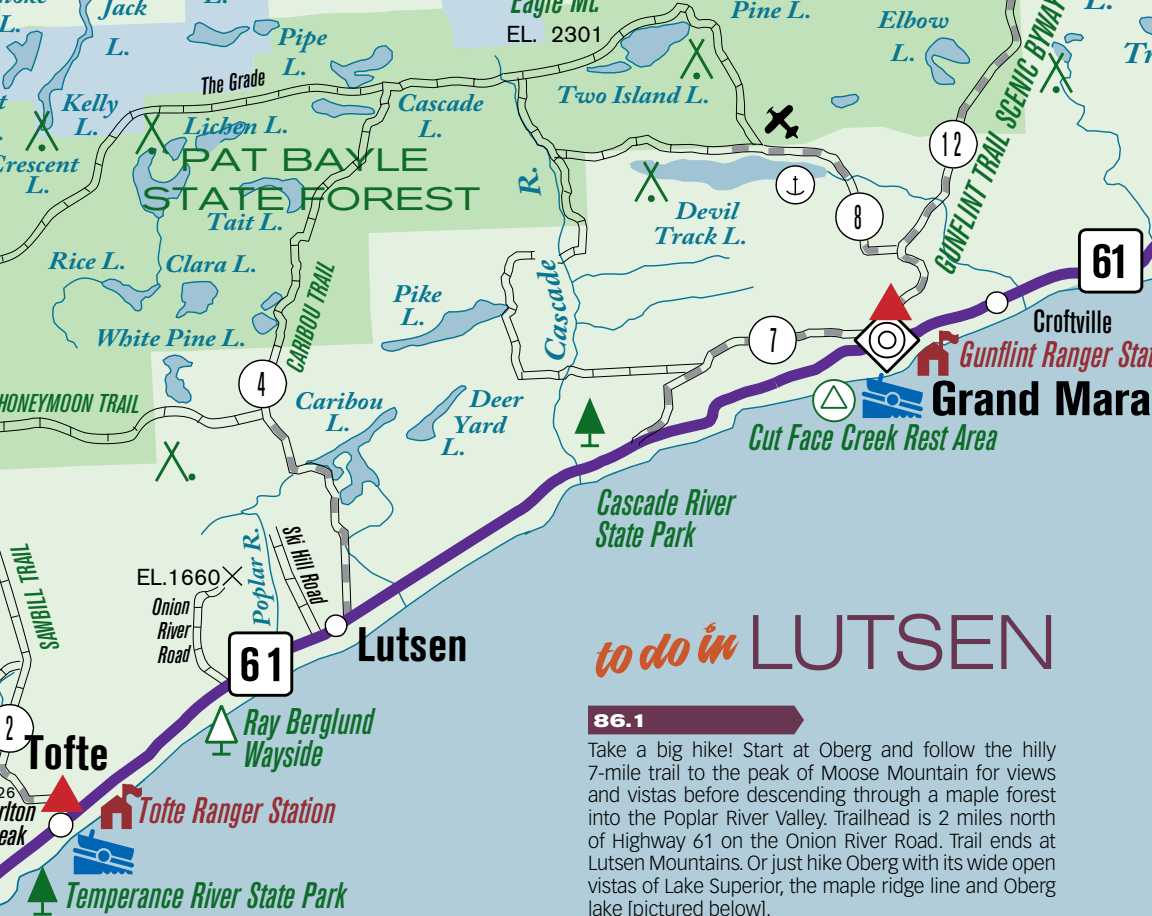 Jack
L.
L.
Eagle Mt.
EL. 2301
Pine L.
Elbow
L.
L.
Pipe
L.
The Grade
Kelly
L.
Lichen L.
Cascade
L.
Two Island L.
Crescent
L.
PAT BAYLE
STATE FOREST
Tait L.
R.
Cascade
Devil
Track L.
12
8
GUNFLINT TRAIL SCENIC BYWAY
61
Rice L.
Clara L.
White Pine L.
CARIBOU TRAIL
Pike
L.
7
Croftville
Gunflint Ranger Stat
Grand Mara
Cut Face Creek Rest Area
4
HONEYMOON TRAIL
Caribou
L.
Deer
Yard
L.
Cascade River
State Park
SAWBILL TRAIL
EL.1660
Poplar R.
Ski Hill Road
Onion
River
Road
61
Lutsen
Ray Berglund
Wayside
2
Tofte
26
rlton
eak
Tofte Ranger Station
Temperance River State Park
to do in LUTSEN
86.1
Take a big hike! Start at Oberg and follow the hilly
7-mile trail to the peak of Moose Mountain for views
and vistas before descending through a maple forest
into the Poplar River Valley. Trailhead is 2 miles north
of Highway 61 on the Onion River Road. Trail ends at
Lutsen Mountains. Or just hike Oberg with its wide open
vistas of Lake Superior, the maple ridge line and Oberg
lake [pictured below].